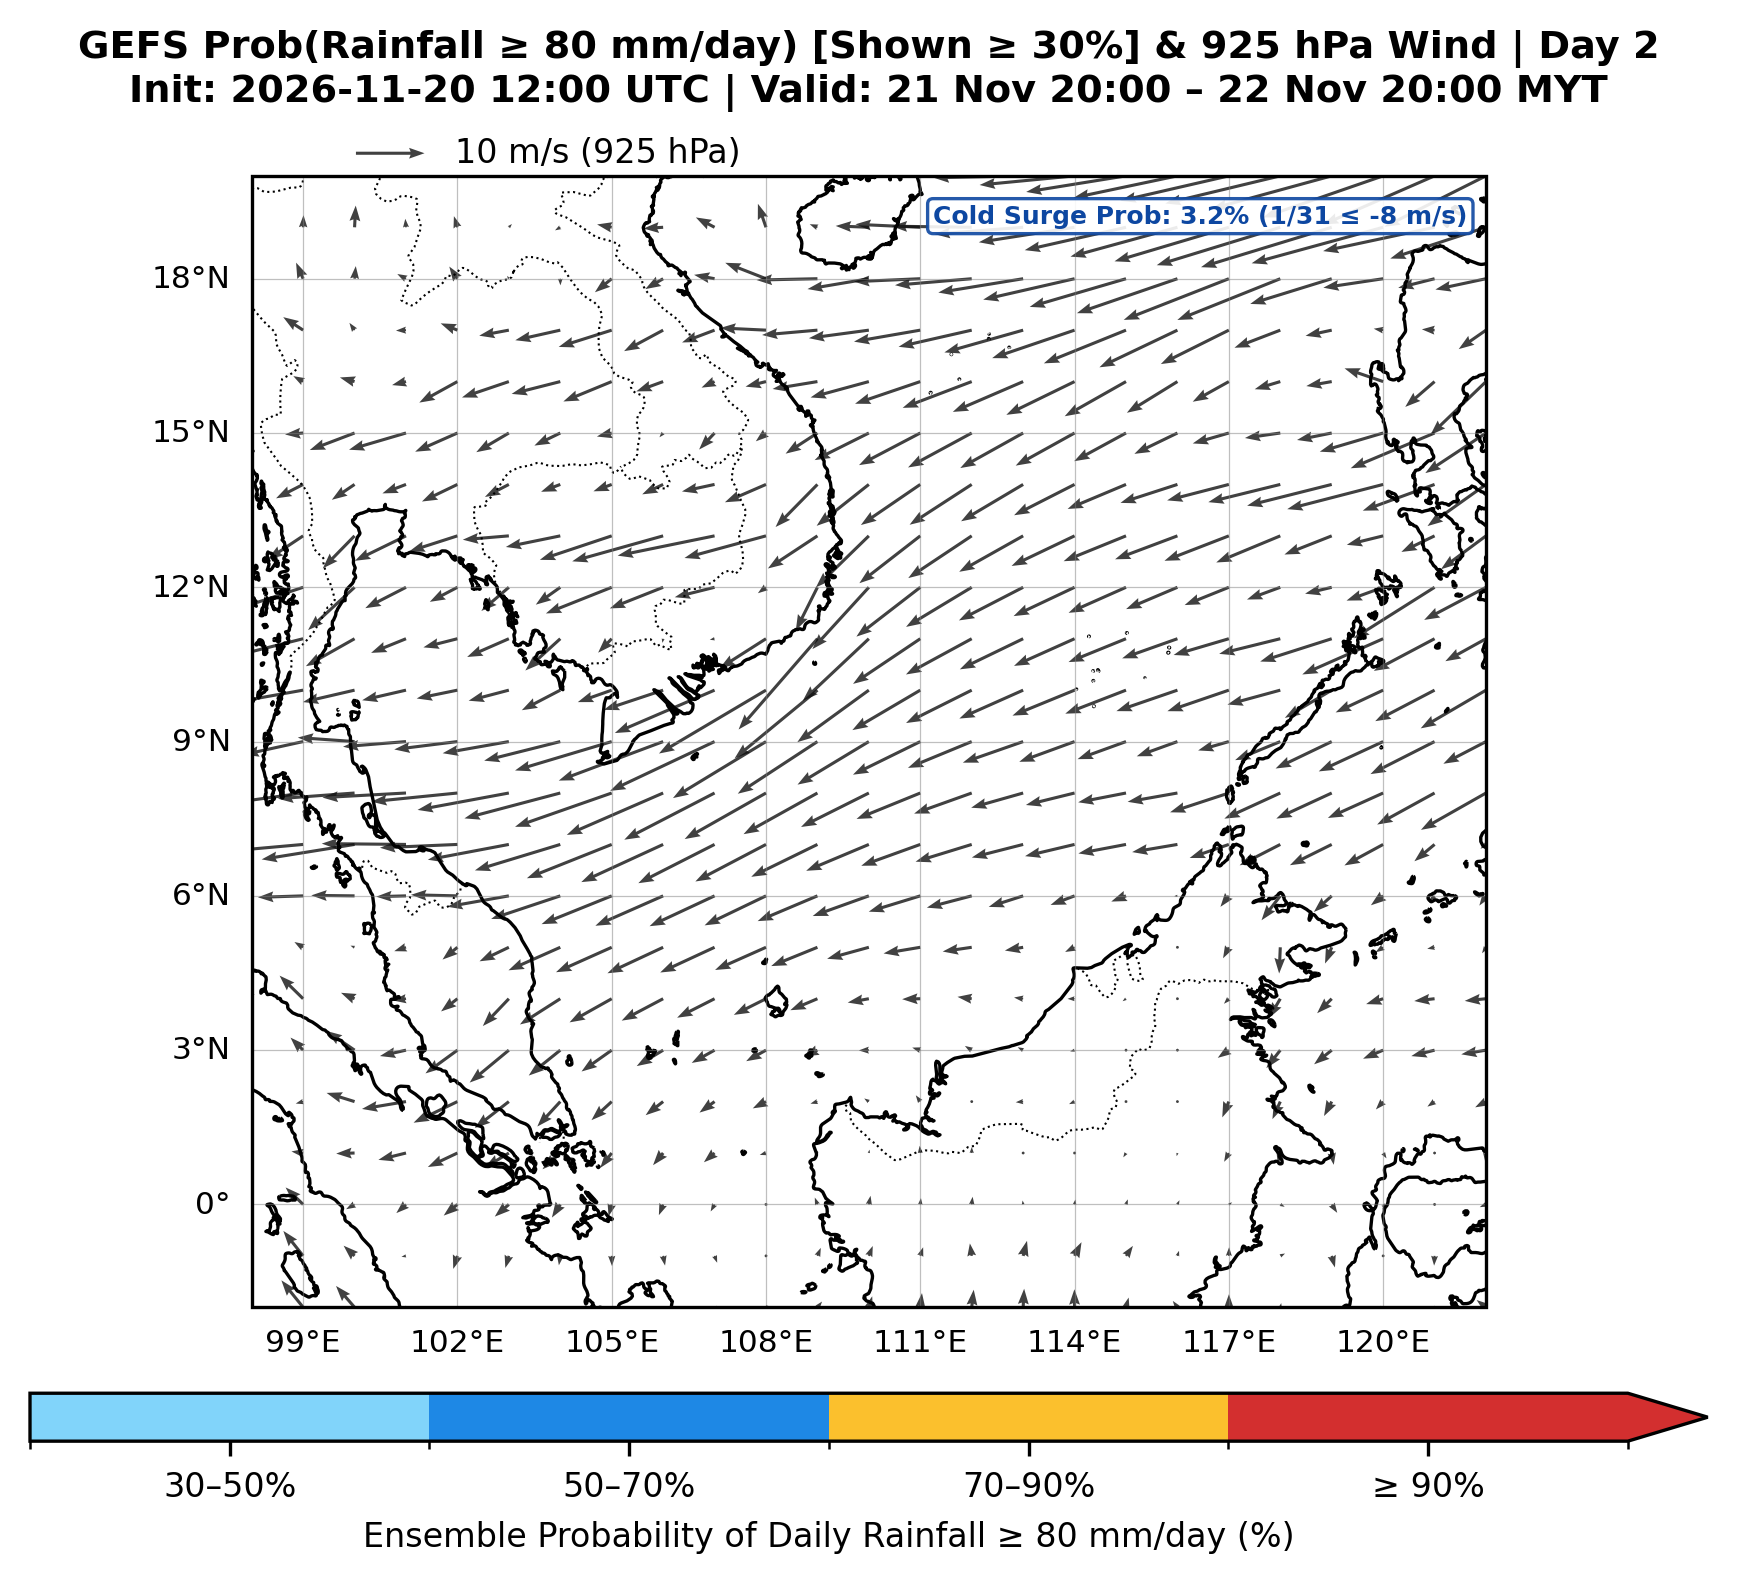 GEFS Prob(Rainfall ≥ 80 mm/day) [Shown ≥ 30%] & 925 hPa Wind | Day 2
Init: 2026-11-20 12:00 UTC | Valid: 21 Nov 20:00 – 22 Nov 20:00 MYT
10 m/s (925 hPa)
Cold Surge Prob: 3.2% (1/31 ≤ -8 m/s)
18°N
15°N
12°N
9°N
6°N
3°N
0°
99°E 102°E 105°E 108°E 111°E 114°E 117°E 120°E
30–50% 50–70% 70–90% ≥ 90%
Ensemble Probability of Daily Rainfall ≥ 80 mm/day (%)